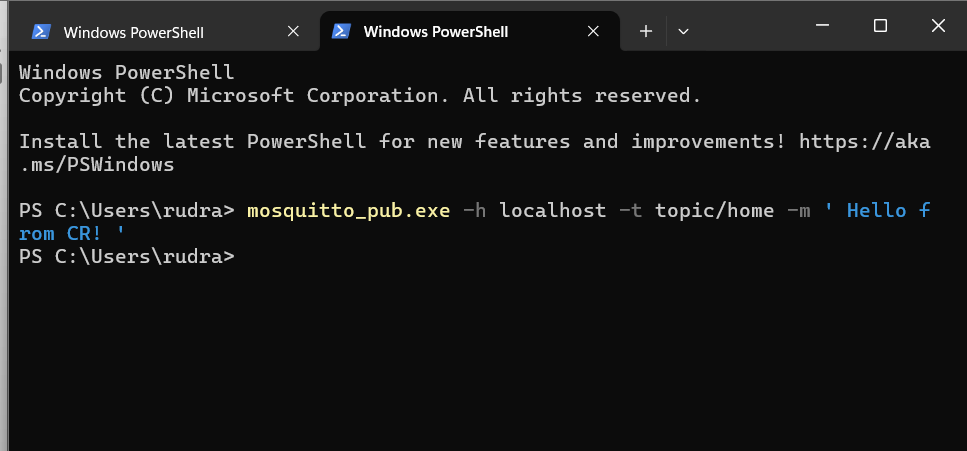 Windows PowerShell
Windows PowerShell
Windows PowerShell
Copyright (C) Microsoft Corporation. All rights reserved.
Install the latest PowerShell for new features and improvements! https://aka
.ms/PSWindows
PS C:\Users\rudra> mosquitto_pub.exe -h localhost -t topic/home -m ' Hello f
rom CR! '
PS C:\Users\rudra>